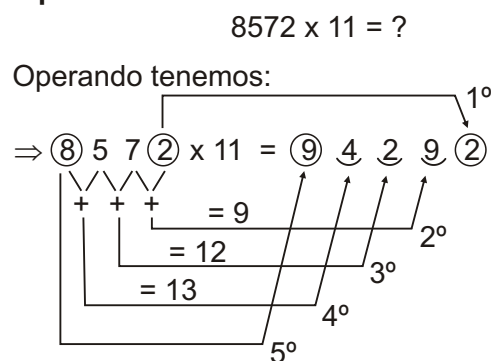 8572 x 11 = ?
Operando tenemos:
1º
⇒ 8 5 7 2 x 11 = 9 4 2 9 2
+ + +
= 9
2º
= 12
3º
= 13
4º
5º